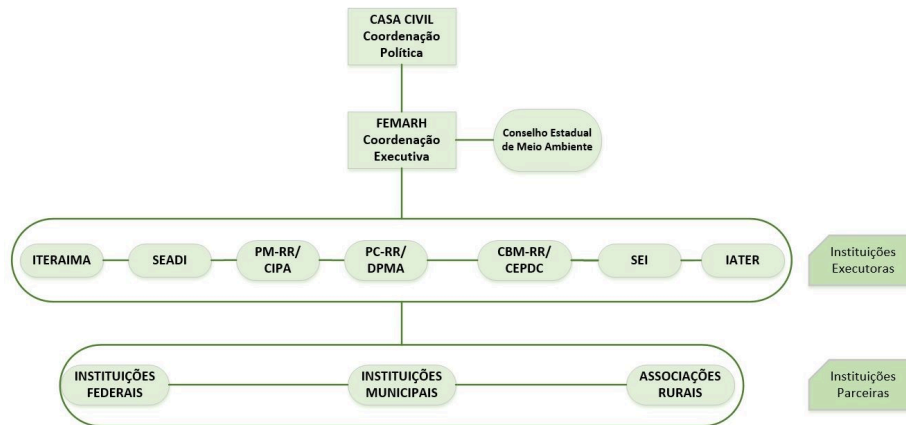 CASA CIVIL
Coordenação
Política
FEMARH
Coordenação
Executiva
Conselho Estadual
de Meio Ambiente
ITERAIMA
SEADI
PM-RR/
CIPA
PC-RR/
DPMA
CBM-RR/
CEPDC
SEI
IATER
Instituições
Executoras
INSTITUIÇÕES
FEDERAIS
INSTITUIÇÕES
MUNICIPAIS
ASSOCIAÇÕES
RURAIS
Instituições
Parceiras